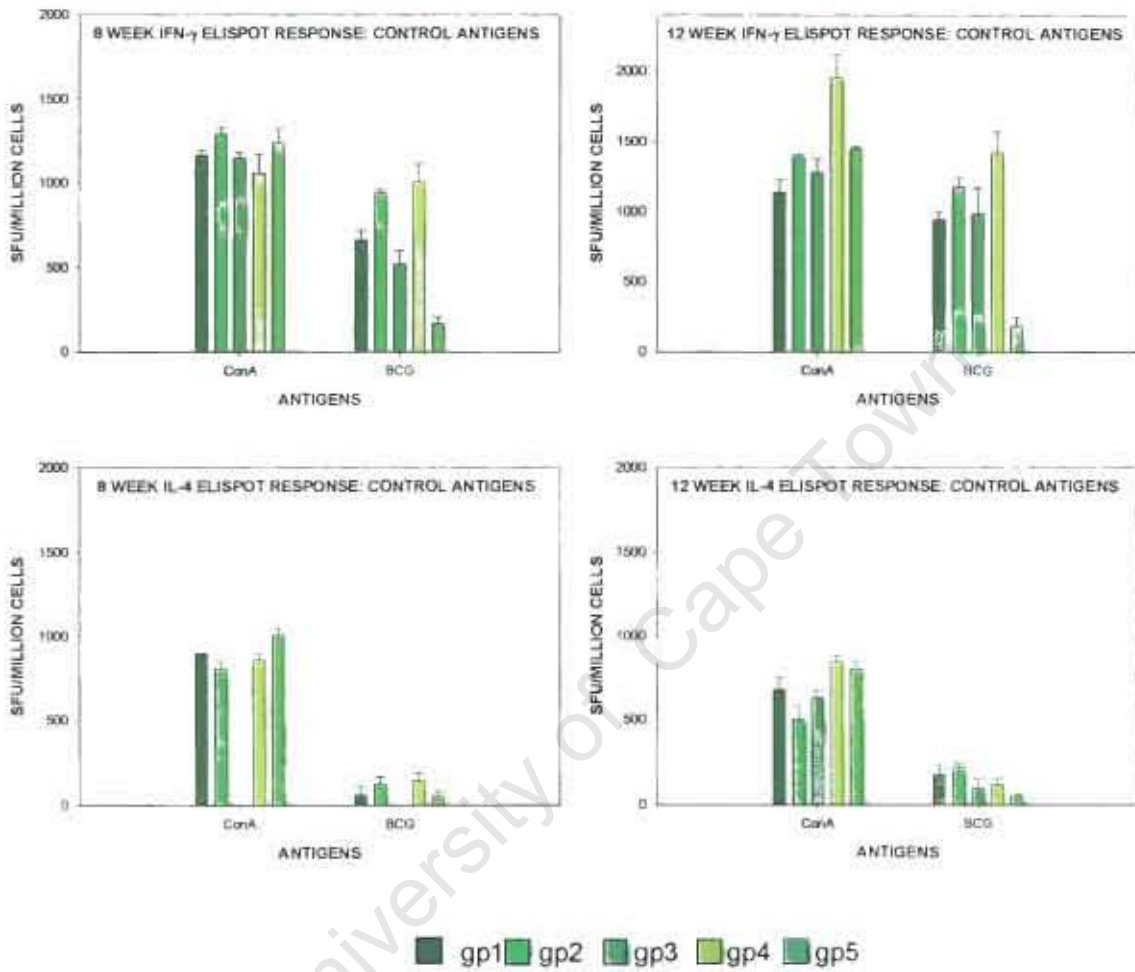 8 WEEK IFN-γ ELISPOT RESPONSE: CONTROL ANTIGENS
SFU/MILLION CELLS
2000
1500
1000
500
0
ConA
BCG
ANTIGENS
12 WEEK IFN-γ ELISPOT RESPONSE: CONTROL ANTIGENS
SFU/MILLION CELLS
2000
1500
1000
500
0
ConA
BCG
ANTIGENS
8 WEEK IL-4 ELISPOT RESPONSE: CONTROL ANTIGENS
SFU/MILLION CELLS
2000
1500
1000
500
0
ConA
BCG
ANTIGENS
12 WEEK IL-4 ELISPOT RESPONSE: CONTROL ANTIGENS
SFU/MILLION CELLS
2000
1500
1000
500
0
ConA
BCG
ANTIGENS
gp1 gp2 gp3 gp4 gp5
University of Cape Town